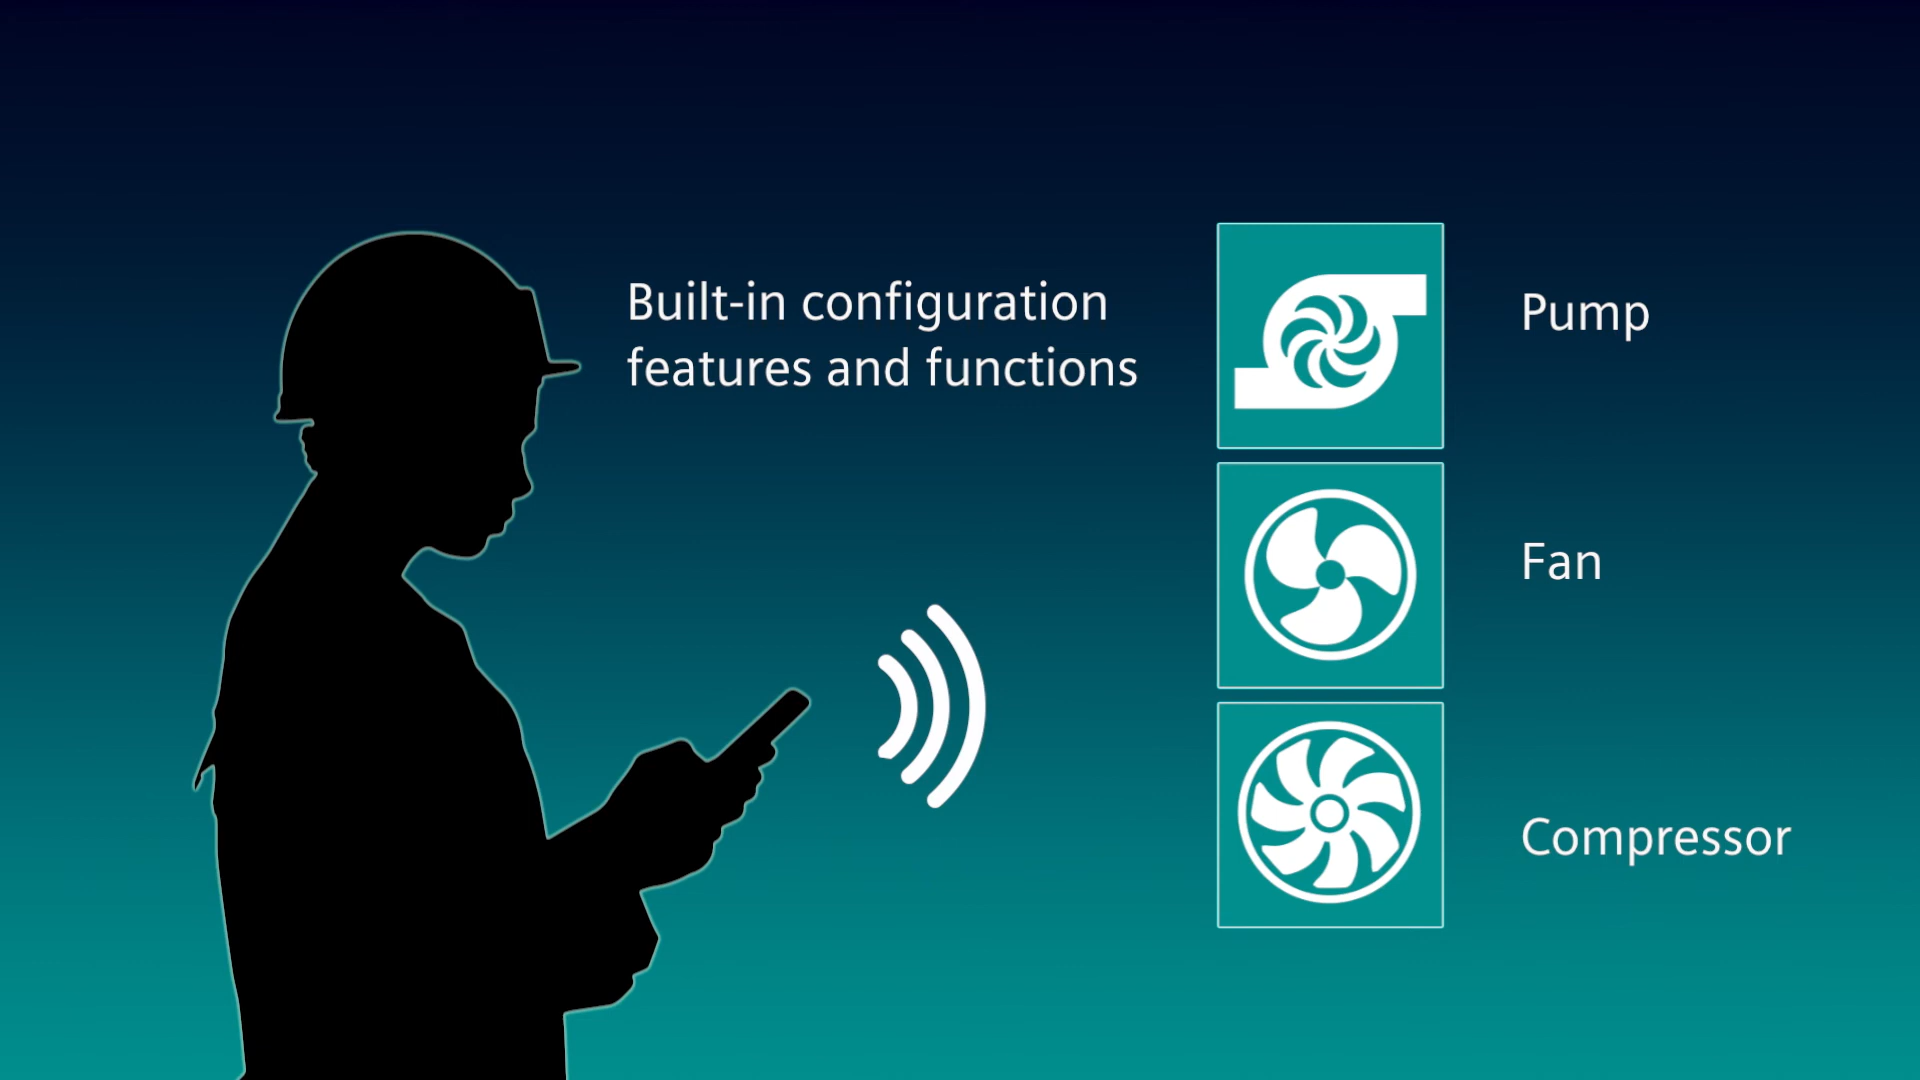 Built-in configuration
features and functions
Pump
Fan
Compressor